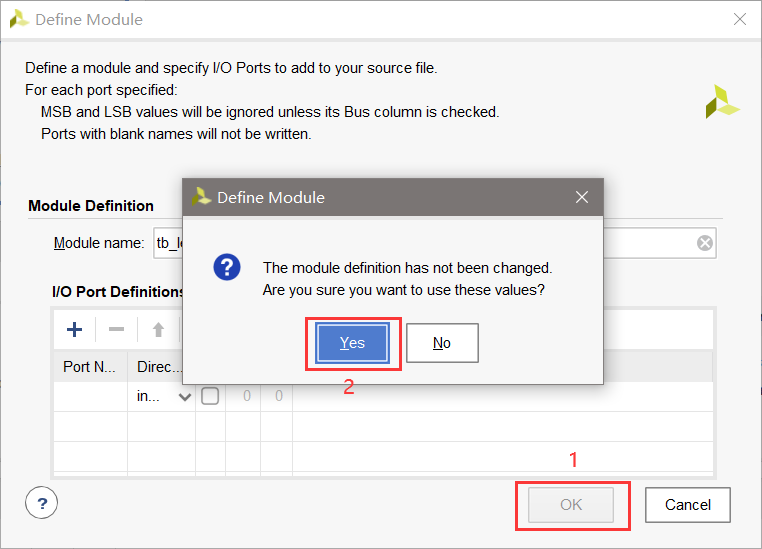 Define Module
Define a module and specify I/O Ports to add to your source file.
For each port specified:
MSB and LSB values will be ignored unless its Bus column is checked.
Ports with blank names will not be written.
Module Definition
Define Module
Module name:
The module definition has not been changed.
Are you sure you want to use these values?
I/O Port Definitions
Yes
No
Port N...
Direc...
2
in...
0
0
1
?
OK
Cancel